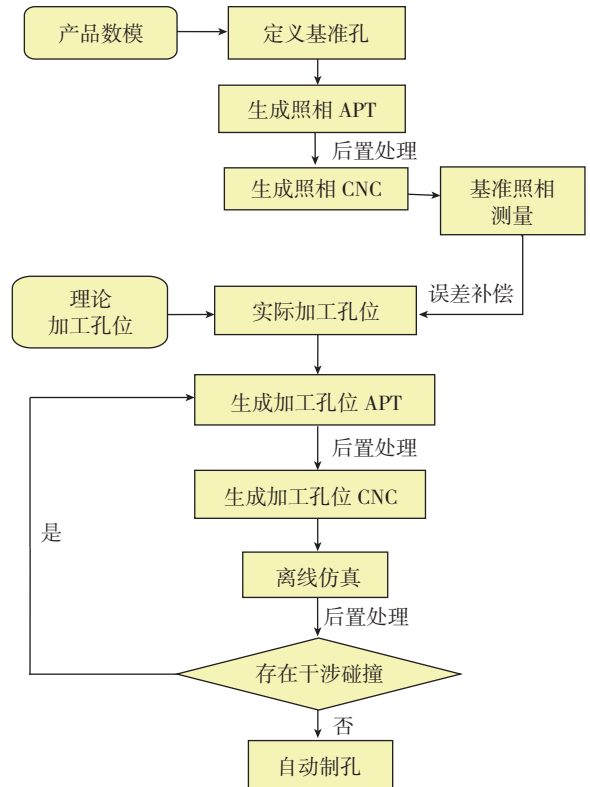 产品数模
定义基准孔
生成照相 APT
后置处理
生成照相 CNC
基准照相
测量
误差补偿
理论
加工孔位
实际加工孔位
生成加工孔位 APT
后置处理
生成加工孔位 CNC
是
离线仿真
后置处理
存在干涉碰撞
否
自动制孔